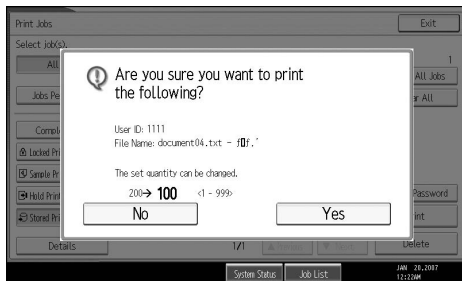 Print Jobs
Exit
Select job(s).
All
1
All Jobs
Jobs Pe
ar All
Are you sure you want to print
the following?
Compl
User ID: 1111
File Name: document04.txt -
Locked Pri
Sample Pr
The set quantity can be changed.
Hold Print
200→ 100 <1 - 999>
Password
Stored Pri
No
Yes
int
Details
1/1
Delete
System Status
Job List
JAN 20,2007
12:22AM